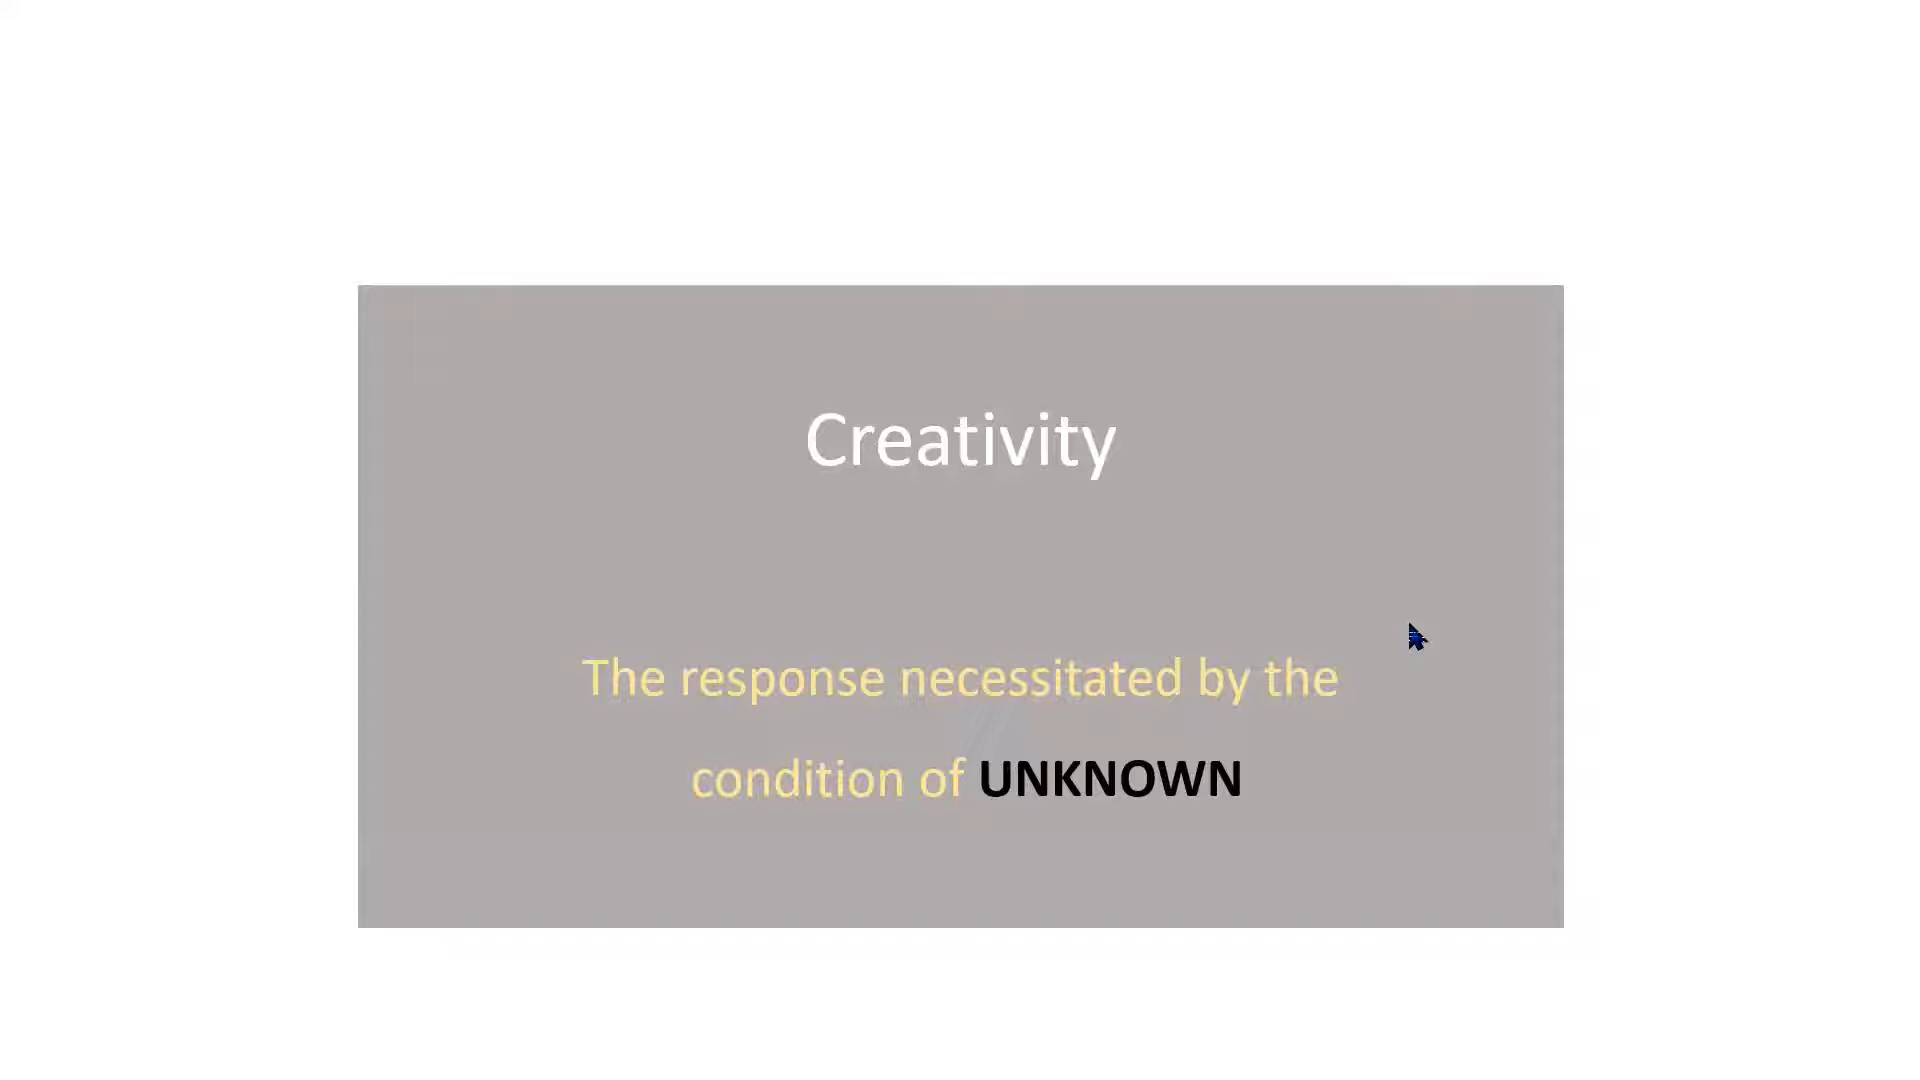 Creativity
The response necessitated by the
condition of UNKNOWN